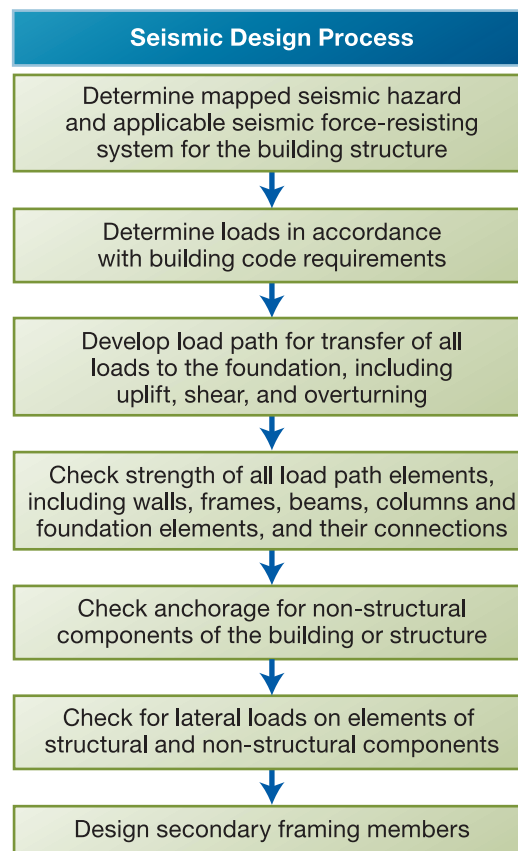 Seismic Design Process
Determine mapped seismic hazard
and applicable seismic force-resisting
system for the building structure
Determine loads in accordance
with building code requirements
Develop load path for transfer of all
loads to the foundation, including
uplift, shear, and overturning
Check strength of all load path elements,
including walls, frames, beams, columns and
foundation elements, and their connections
Check anchorage for non-structural
components of the building or structure
Check for lateral loads on elements of
structural and non-structural components
Design secondary framing members